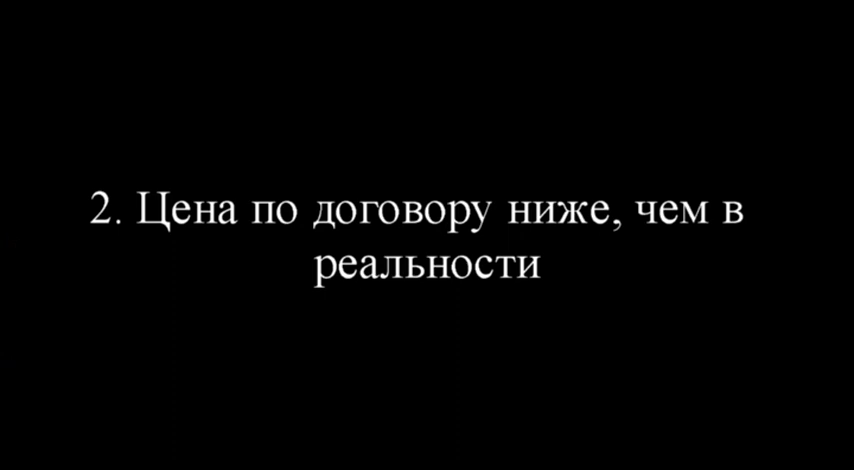 2. Цена по договору ниже, чем в
реальности